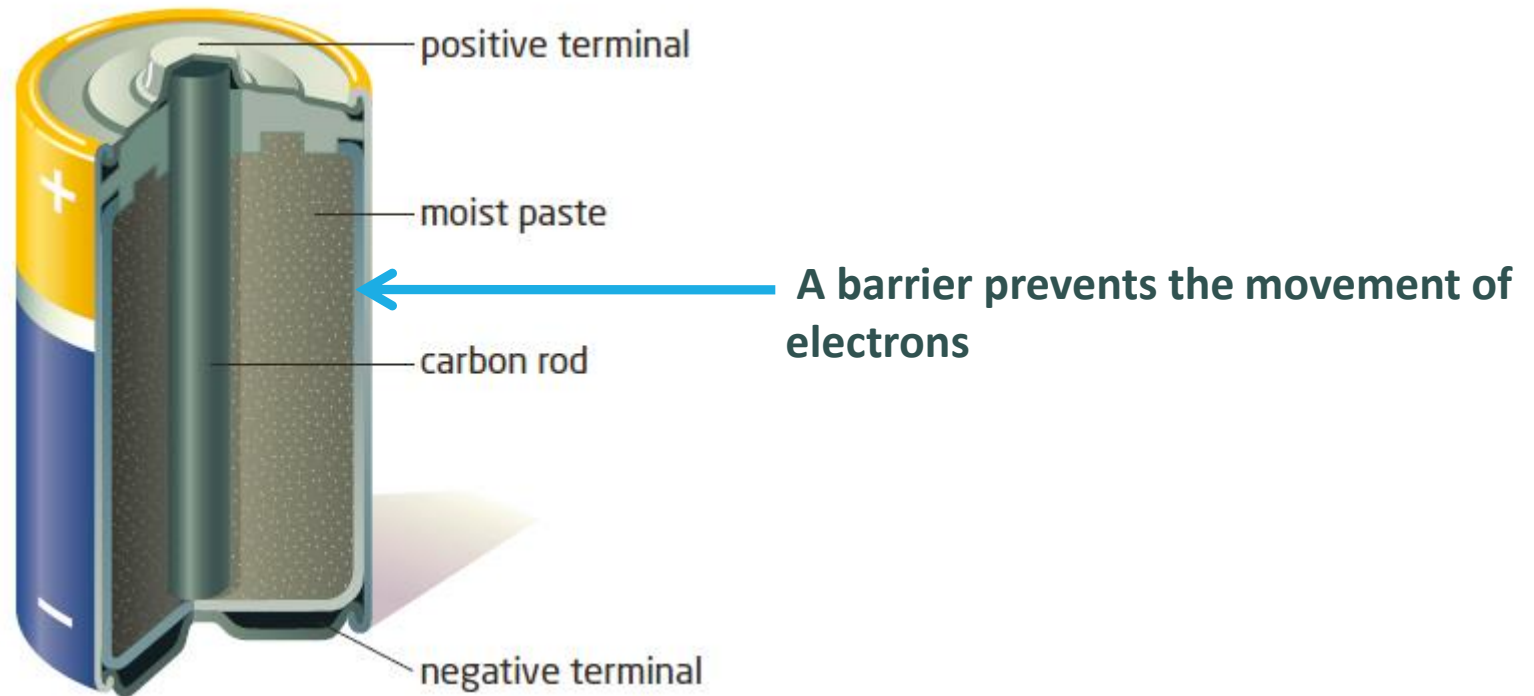 positive terminal
+
moist paste
A barrier prevents the movement of
electrons
carbon rod
−
negative terminal